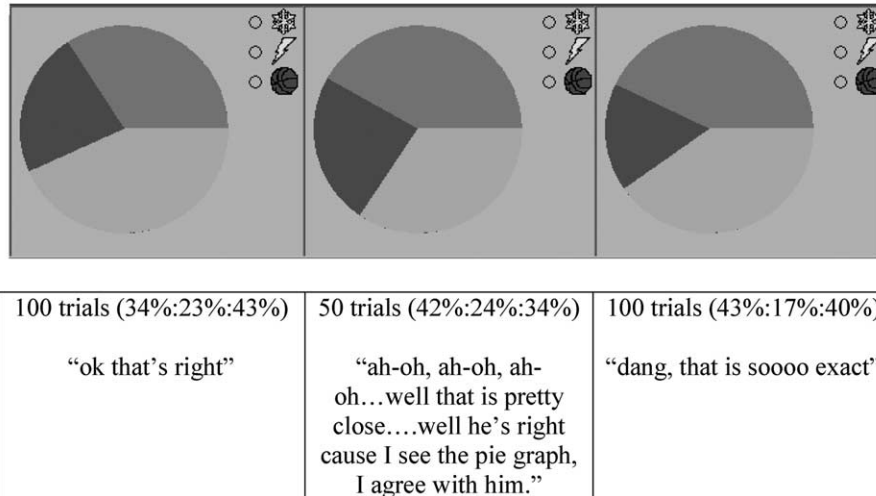 100 trials (34%:23%:43%)
“ok that’s right”
50 trials (42%:24%:34%)
“ah-oh, ah-oh, ah-
oh…well that is pretty
close….well he’s right
cause I see the pie graph,
I agree with him.”
100 trials (43%:17%:40%)
“dang, that is soooo exact”